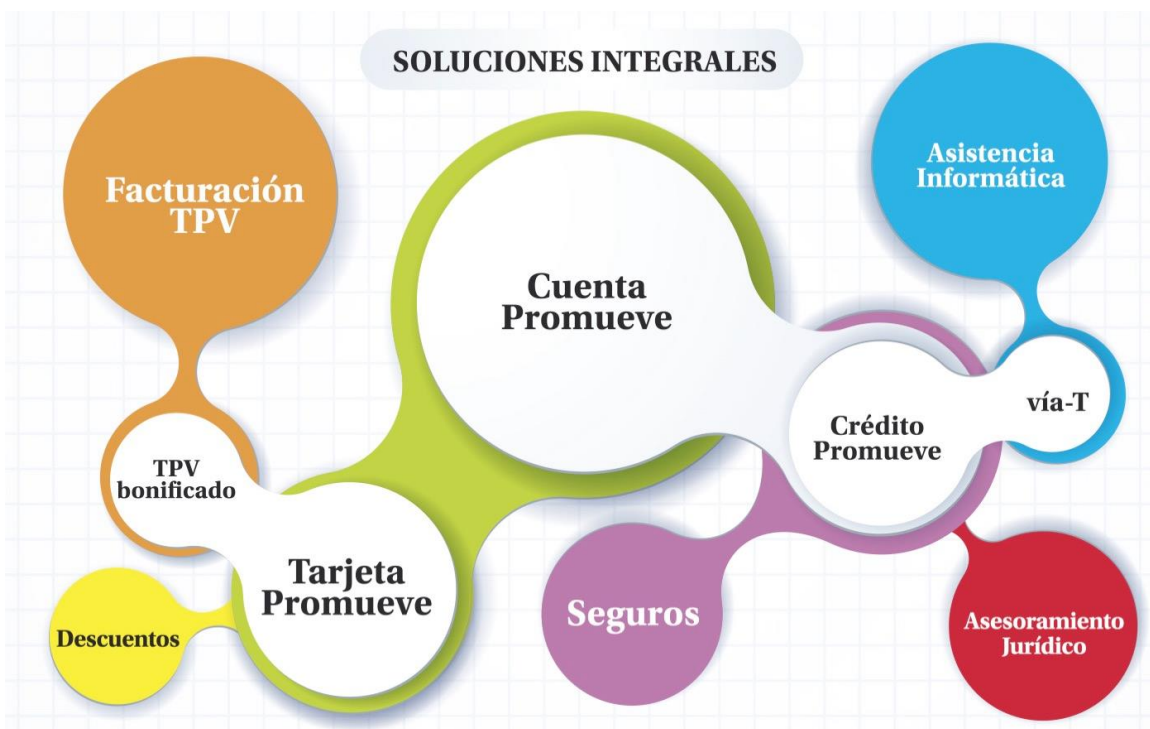 SOLUCIONES INTEGRALES
Facturación
TPV
Asistencia
Informática
Cuenta
Promueve
vía-T
Crédito
Promueve
TPV
bonificado
Tarjeta
Promueve
Seguros
Descuentos
Asesoramiento
Jurídico